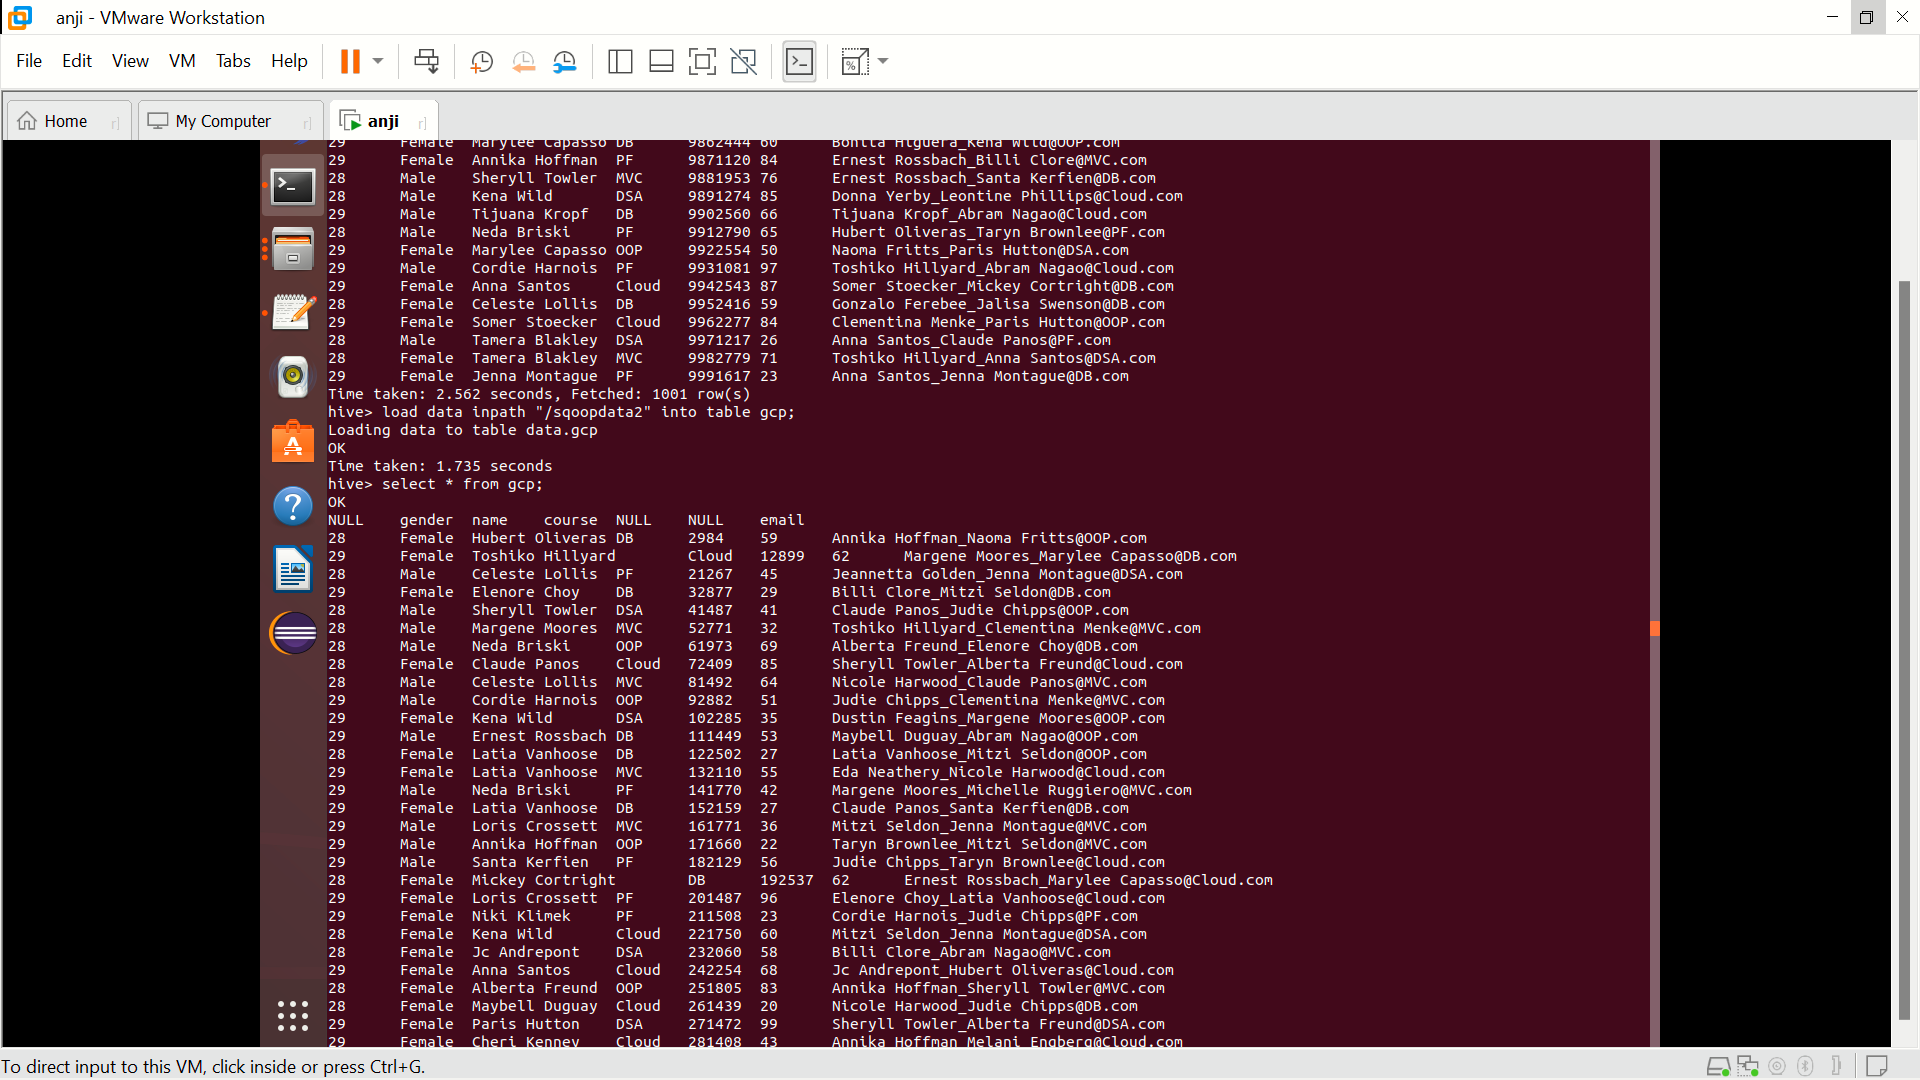 anji - VMware Workstation
File Edit View VM Tabs Help
Home My Computer anji
29 Female Marylee Capasso DB 9862444 60 Bonita Higuera_Kena Wild@OOP.com
29 Female Annika Hoffman PF 9871120 84 Ernest Rossbach_Billi Clore@MVC.com
28 Male Sheryll Towler MVC 9881953 76 Ernest Rossbach_Santa Kerfien@DB.com
28 Male Kena Wild DSA 9891274 85 Donna Yerby_Leontine Phillips@Cloud.com
29 Male Tijuana Kropf DB 9902560 66 Tijuana Kropf_Abram Nagao@Cloud.com
28 Male Neda Briski PF 9912790 65 Hubert Oliveras_Taryn Brownlee@PF.com
29 Female Marylee Capasso OOP 9922554 50 Naoma Fritts_Paris Hutton@DSA.com
29 Male Cordie Harnois PF 9931081 97 Toshiko Hillyard_Abram Nagao@Cloud.com
29 Female Anna Santos Cloud 9942543 87 Somer Stoecker_Mickey Cortright@DB.com
28 Female Celeste Lollis DB 9952416 59 Gonzalo Ferebee_Jalisa Swenson@DB.com
29 Female Somer Stoecker Cloud 9962277 84 Clementina Menke_Paris Hutton@OOP.com
28 Male Tamera Blakley DSA 9971217 26 Anna Santos_Claude Panos@PF.com
28 Female Tamera Blakley MVC 9982779 71 Toshiko Hillyard_Anna Santos@DSA.com
29 Female Jenna Montague PF 9991617 23 Anna Santos_Jenna Montague@DB.com
Time taken: 2.562 seconds, Fetched: 1001 row(s)
hive> load data inpath "/sqoopdata2" into table gcp;
Loading data to table data.gcp
OK
Time taken: 1.735 seconds
hive> select * from gcp;
OK
NULL gender name course NULL NULL email
28 Female Hubert Oliveras DB 2984 59 Annika Hoffman_Naoma Fritts@OOP.com
29 Female Toshiko Hillyard Cloud 12899 62 Margene Moores_Marylee Capasso@DB.com
28 Male Celeste Lollis PF 21267 45 Jeannetta Golden_Jenna Montague@DSA.com
29 Female Elenore Choy DB 32877 29 Billi Clore_Mitzi Seldon@DB.com
28 Male Sheryll Towler DSA 41487 41 Claude Panos_Judie Chipps@OOP.com
28 Male Margene Moores MVC 52771 32 Toshiko Hillyard_Clementina Menke@MVC.com
28 Male Neda Briski OOP 61973 69 Alberta Freund_Elenore Choy@DB.com
28 Female Claude Panos Cloud 72409 85 Sheryll Towler_Alberta Freund@Cloud.com
28 Male Celeste Lollis MVC 81492 64 Nicole Harwood_Claude Panos@MVC.com
29 Male Cordie Harnois OOP 92882 51 Judie Chipps_Clementina Menke@MVC.com
29 Female Kena Wild DSA 102285 35 Dustin Feagins_Margene Moores@OOP.com
29 Male Ernest Rossbach DB 111449 53 Maybell Duguay_Abram Nagao@OOP.com
28 Female Latia Vanhoose DB 122502 27 Latia Vanhoose_Mitzi Seldon@OOP.com
29 Female Latia Vanhoose MVC 132110 55 Eda Neathery_Nicole Harwood@Cloud.com
29 Male Neda Briski PF 141770 42 Margene Moores_Michelle Ruggiero@MVC.com
29 Female Latia Vanhoose DB 152159 27 Claude Panos_Santa Kerfien@DB.com
29 Male Loris Crossett MVC 161771 36 Mitzi Seldon_Jenna Montague@MVC.com
29 Male Annika Hoffman OOP 171660 22 Taryn Brownlee_Mitzi Seldon@MVC.com
29 Male Santa Kerfien PF 182129 56 Judie Chipps_Taryn Brownlee@Cloud.com
28 Female Mickey Cortright DB 192537 62 Ernest Rossbach_Marylee Capasso@Cloud.com
29 Female Loris Crossett PF 201487 96 Elenore Choy_Latia Vanhoose@Cloud.com
29 Female Niki Klimek PF 211508 23 Cordie Harnois_Judie Chipps@PF.com
28 Female Kena Wild Cloud 221750 60 Mitzi Seldon_Jenna Montague@DSA.com
28 Female Jc Andrepont DSA 232060 58 Billi Clore_Abram Nagao@MVC.com
29 Female Anna Santos Cloud 242254 68 Jc Andrepont_Hubert Oliveras@Cloud.com
28 Female Alberta Freund OOP 251805 83 Annika Hoffman_Sheryll Towler@MVC.com
28 Female Maybell Duguay Cloud 261439 20 Nicole Harwood_Judie Chipps@DB.com
29 Female Paris Hutton DSA 271472 99 Sheryll Towler_Alberta Freund@DSA.com
29 Female Cheri Kenney Cloud 281408 43 Annika Hoffman_Melani Engberg@Cloud.com
To direct input to this VM, click inside or press Ctrl+G.